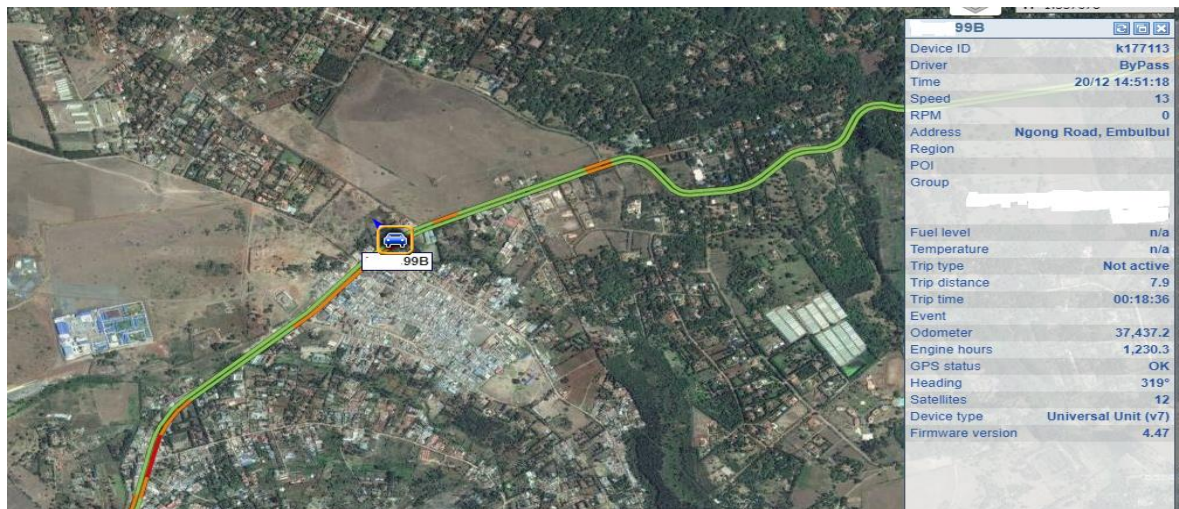 99B
Device ID k177113
Driver ByPass
Time 20/12 14:51:18
Speed 13
RPM 0
Address Ngong Road, Embulbul
Region
POI
Group
Fuel level n/a
Temperature n/a
Trip type Not active
Trip distance 7.9
Trip time 00:18:36
Event
Odometer 37,437.2
Engine hours 1,230.3
GPS status OK
Heading 319°
Satellites 12
Device type Universal Unit (v7)
Firmware version 4.47
99B